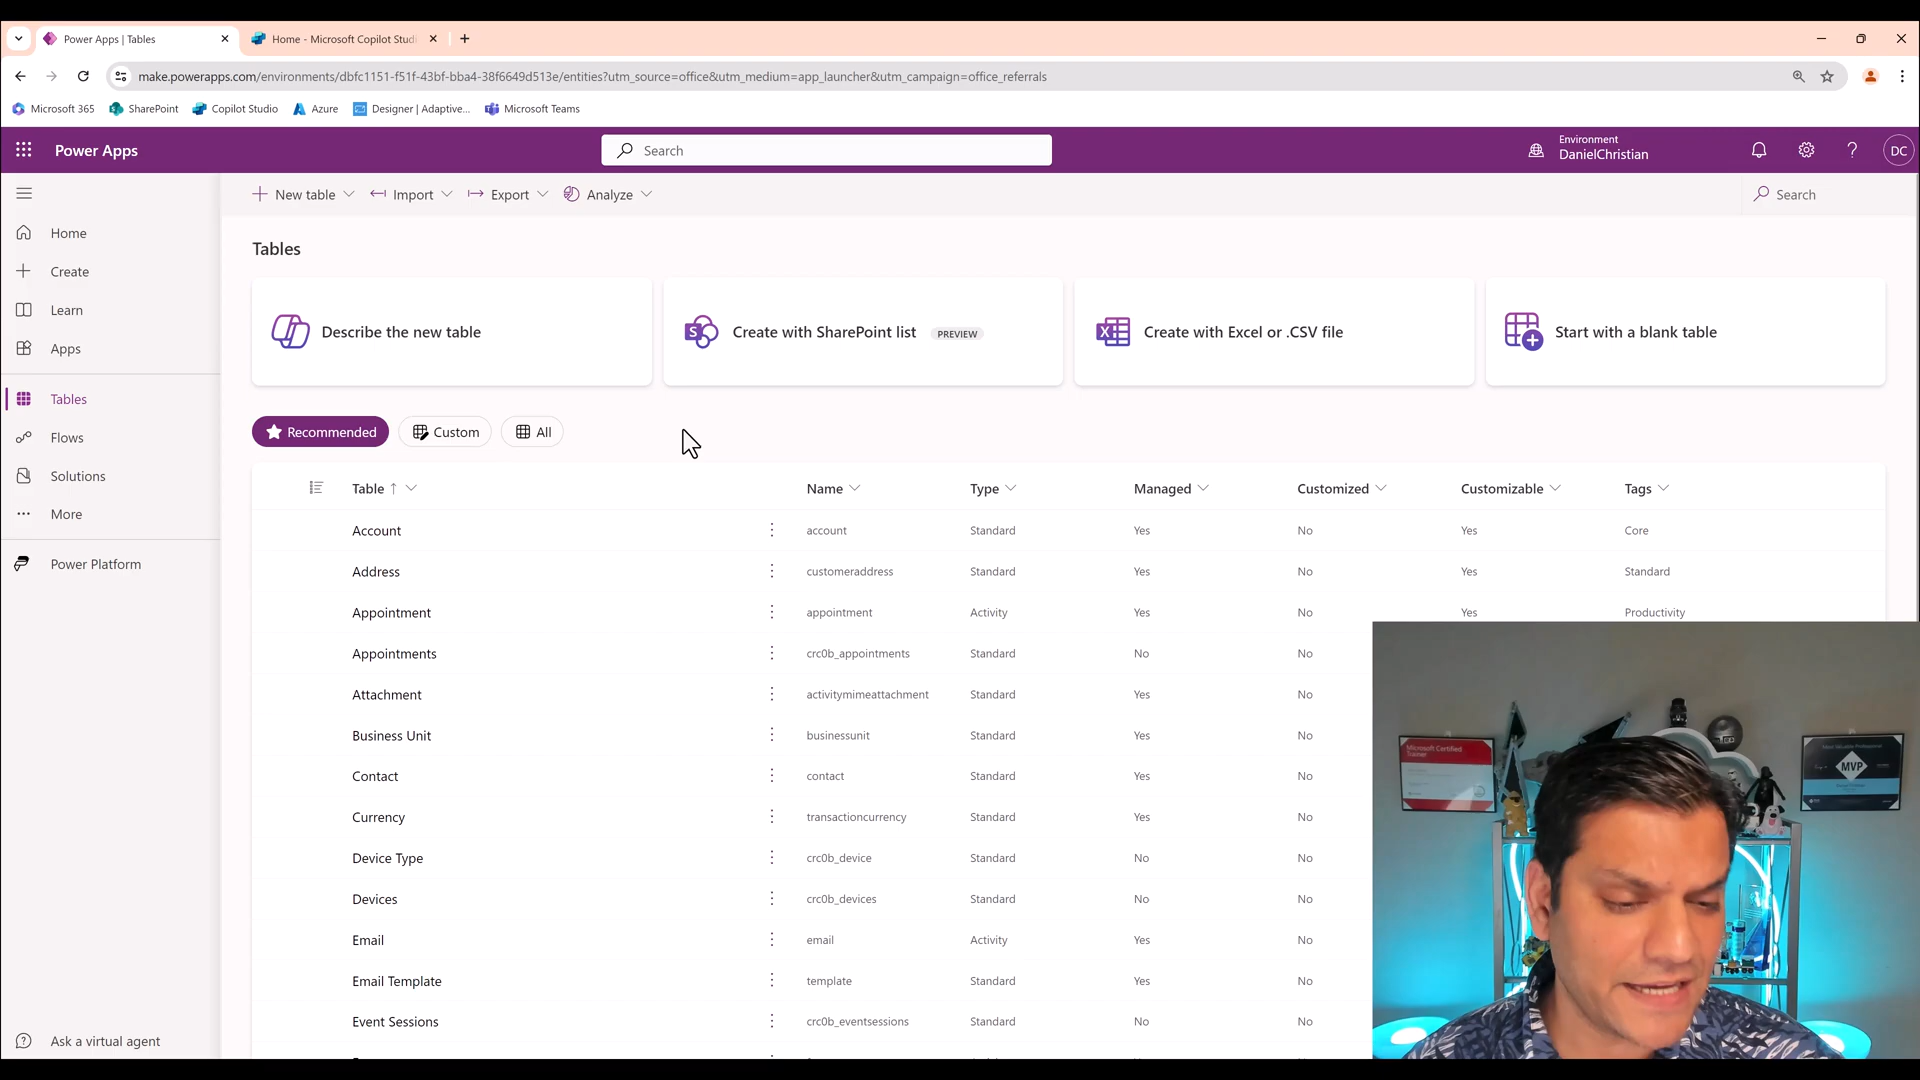 Power Apps | Tables
Home - Microsoft Copilot Stud
make.powerapps.com/environments/dbfc1151-f51f-43bf-bba4-38f6649d513e/entities?utm_source=office&utm_medium=app_launcher&utm_campaign=office_referrals
Microsoft 365 SharePoint Copilot Studio Azure Designer | Adaptive... Microsoft Teams
Power Apps
Search
Environment
DanielChristian
DC
New table Import Export Analyze Search
Home
Create
Learn
Apps
Tables
Flows
Solutions
More
Power Platform
Ask a virtual agent
Tables
Describe the new table
Create with SharePoint list PREVIEW
Create with Excel or .CSV file
Start with a blank table
Recommended Custom All
Table ↑ Name Type Managed Customized Customizable Tags
Account account Standard Yes No Yes Core
Address customeraddress Standard Yes No Yes Standard
Appointment appointment Activity Yes No Yes Productivity
Appointments crc0b_appointments Standard No No
Attachment activitymimeattachment Standard Yes No
Business Unit businessunit Standard Yes No
Contact contact Standard Yes No
Currency transactioncurrency Standard Yes No
Device Type crc0b_device Standard No No
Devices crc0b_devices Standard No No
Email email Activity Yes No
Email Template template Standard Yes No
Event Sessions crc0b_eventsessions Standard No No
Microsoft Certified
Trainer
MVP